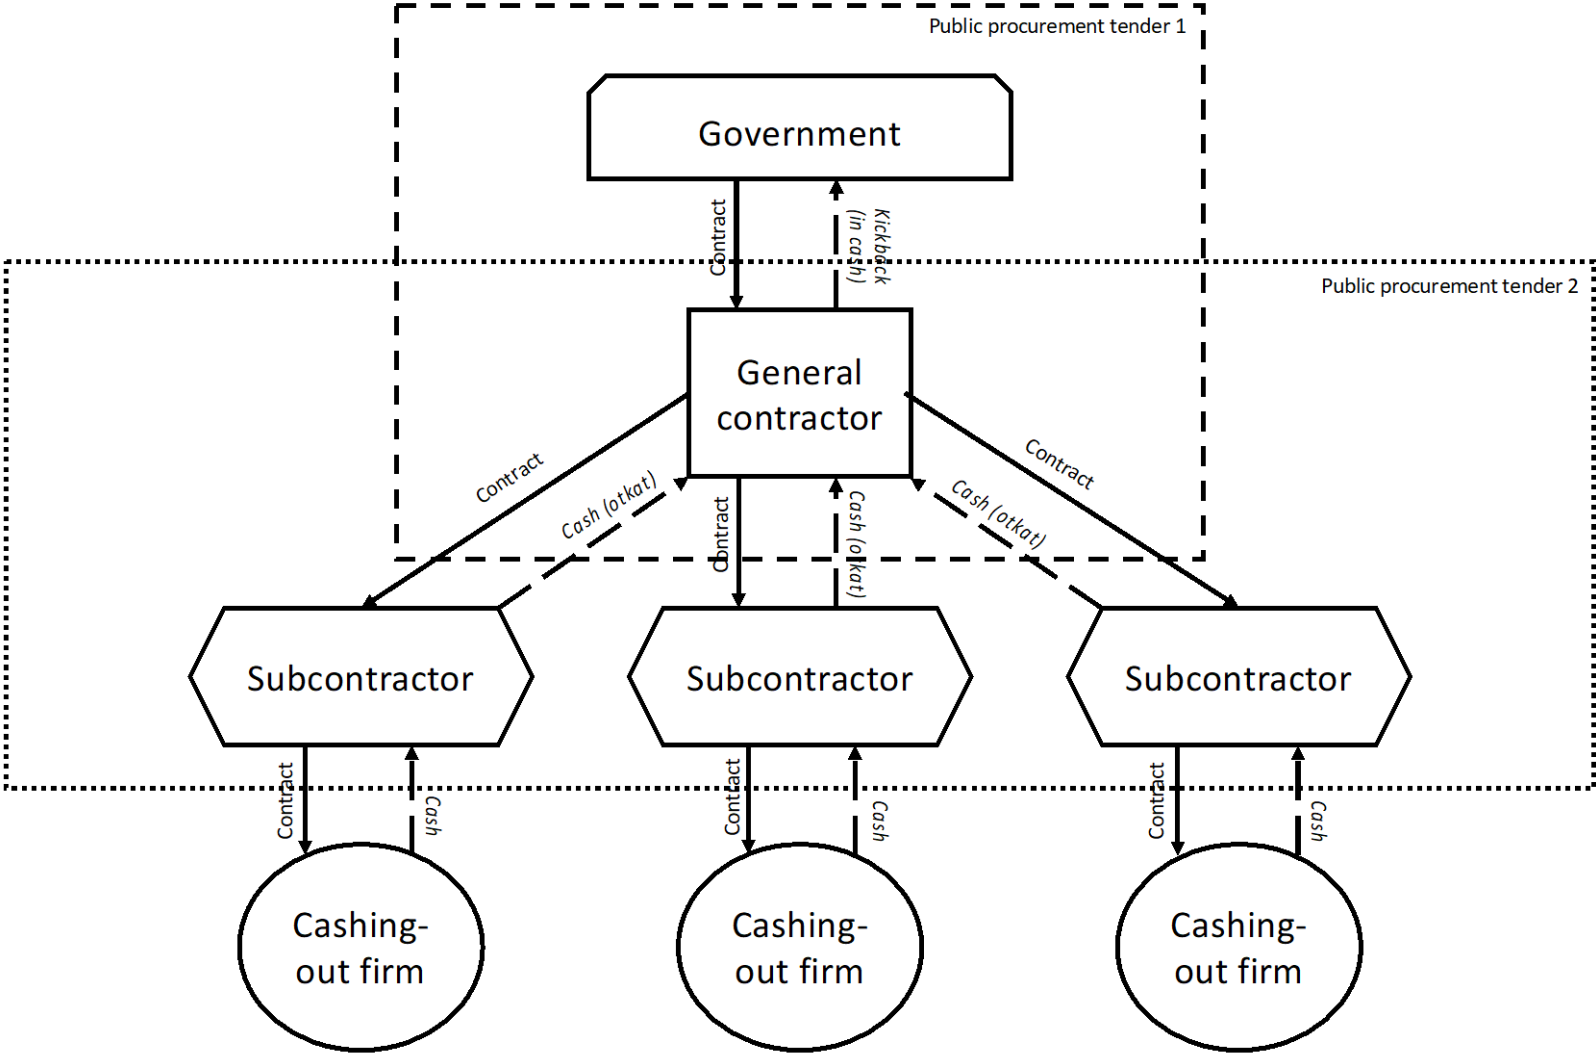 Public procurement tender 1
Government
Contract
Kickback
(in cash)
Public procurement tender 2
General
contractor
Contract
Cash (otkat)
Contract
Cash (otkat)
Cash (otkat)
Contract
Subcontractor
Subcontractor
Subcontractor
Contract
Cash
Contract
Cash
Contract
Cash
Cashing-
out firm
Cashing-
out firm
Cashing-
out firm